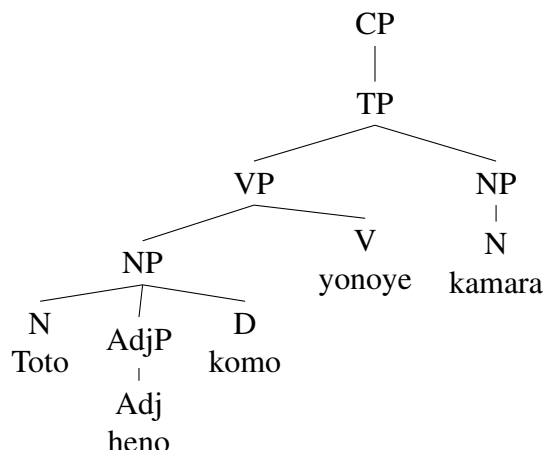 CP
TP
VP NP
NP V N
yonoye kamara
N AdjP D
Toto komo
Adj
heno